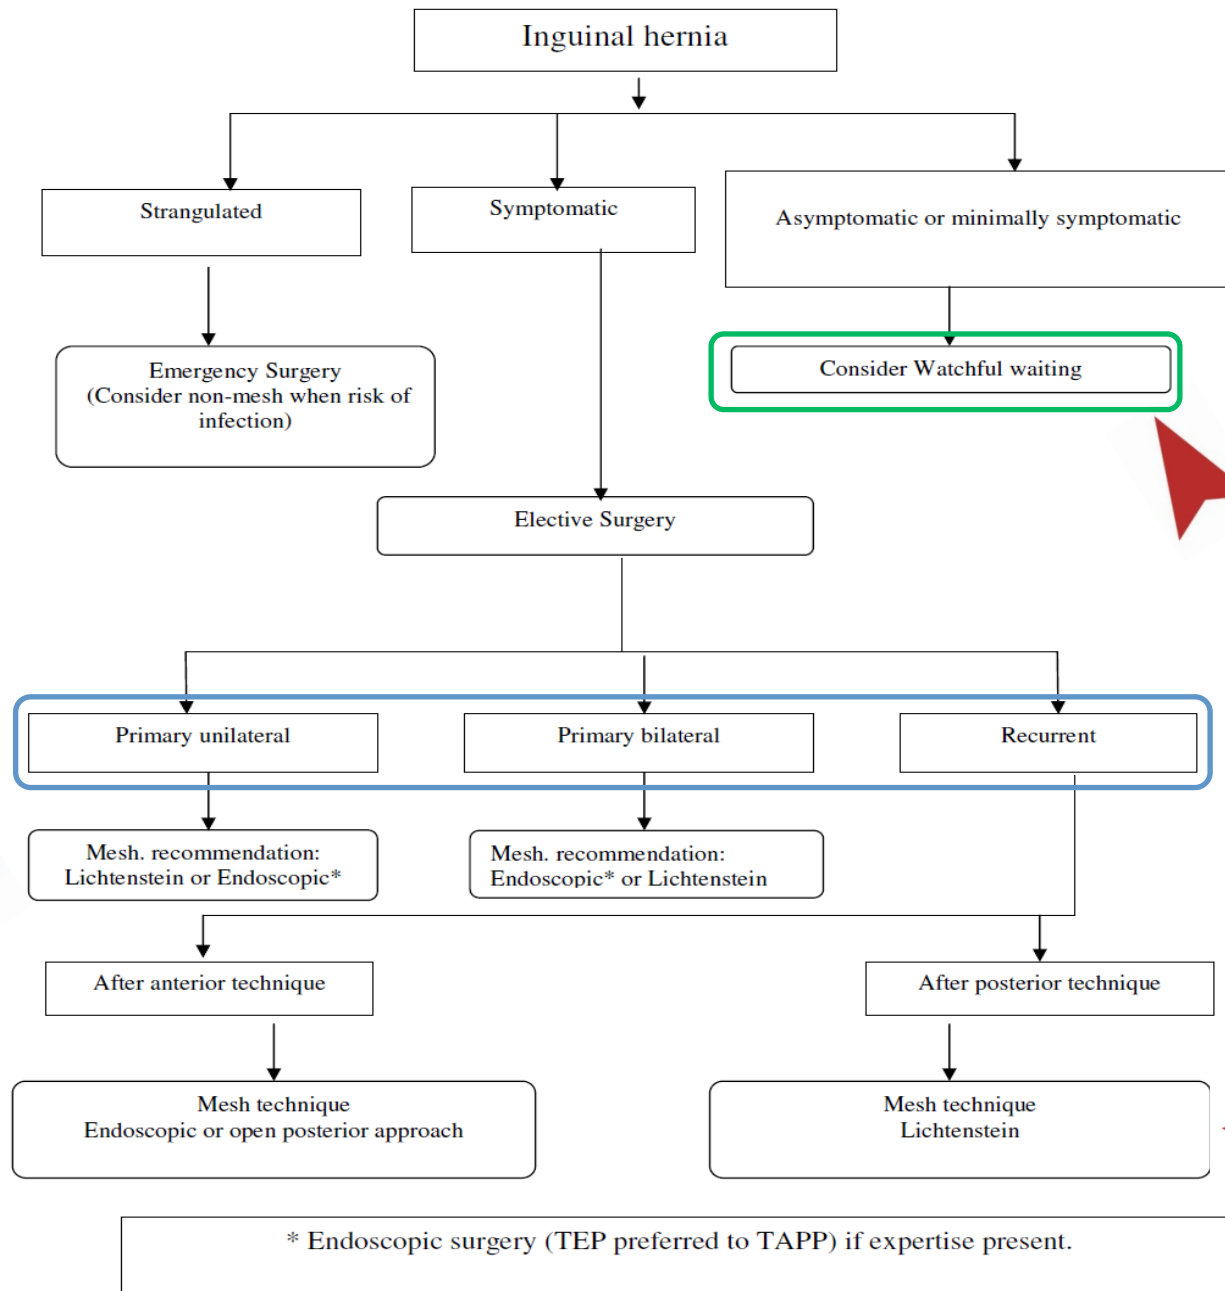 Inguinal hernia
Strangulated
Symptomatic
Asymptomatic or minimally symptomatic
Emergency Surgery
(Consider non-mesh when risk of
infection)
Consider Watchful waiting
Elective Surgery
Primary unilateral
Primary bilateral
Recurrent
Mesh. recommendation:
Lichtenstein or Endoscopic*
Mesh. recommendation:
Endoscopic* or Lichtenstein
After anterior technique
After posterior technique
Mesh technique
Endoscopic or open posterior approach
Mesh technique
Lichtenstein
* Endoscopic surgery (TEP preferred to TAPP) if expertise present.